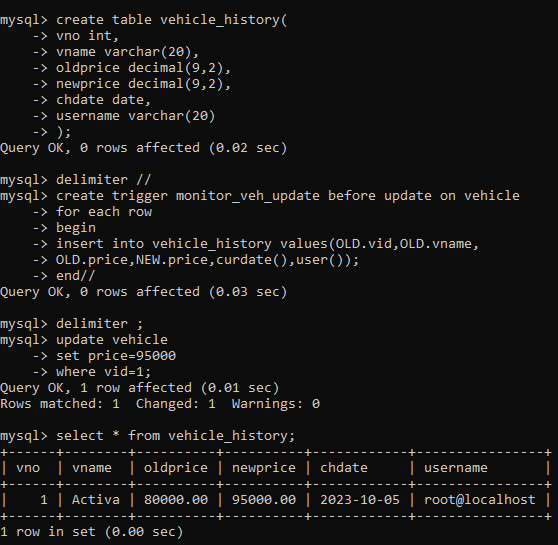 mysql> create table vehicle_history(
    -> vno int,
    -> vname varchar(20),
    -> oldprice decimal(9,2),
    -> newprice decimal(9,2),
    -> chdate date,
    -> username varchar(20)
    -> );
Query OK, 0 rows affected (0.02 sec)

mysql> delimiter //
mysql> create trigger monitor_veh_update before update on vehicle
    -> for each row
    -> begin
    -> insert into vehicle_history values(OLD.vid,OLD.vname,
    -> OLD.price,NEW.price,curdate(),user());
    -> end//
Query OK, 0 rows affected (0.03 sec)

mysql> delimiter ;
mysql> update vehicle
    -> set price=95000
    -> where vid=1;
Query OK, 1 row affected (0.01 sec)
Rows matched: 1  Changed: 1  Warnings: 0

mysql> select * from vehicle_history;
+------+--------+----------+----------+------------+----------------+
| vno  | vname  | oldprice | newprice | chdate     | username       |
+------+--------+----------+----------+------------+----------------+
|    1 | Activa | 80000.00 | 95000.00 | 2023-10-05 | root@localhost |
+------+--------+----------+----------+------------+----------------+
1 row in set (0.00 sec)